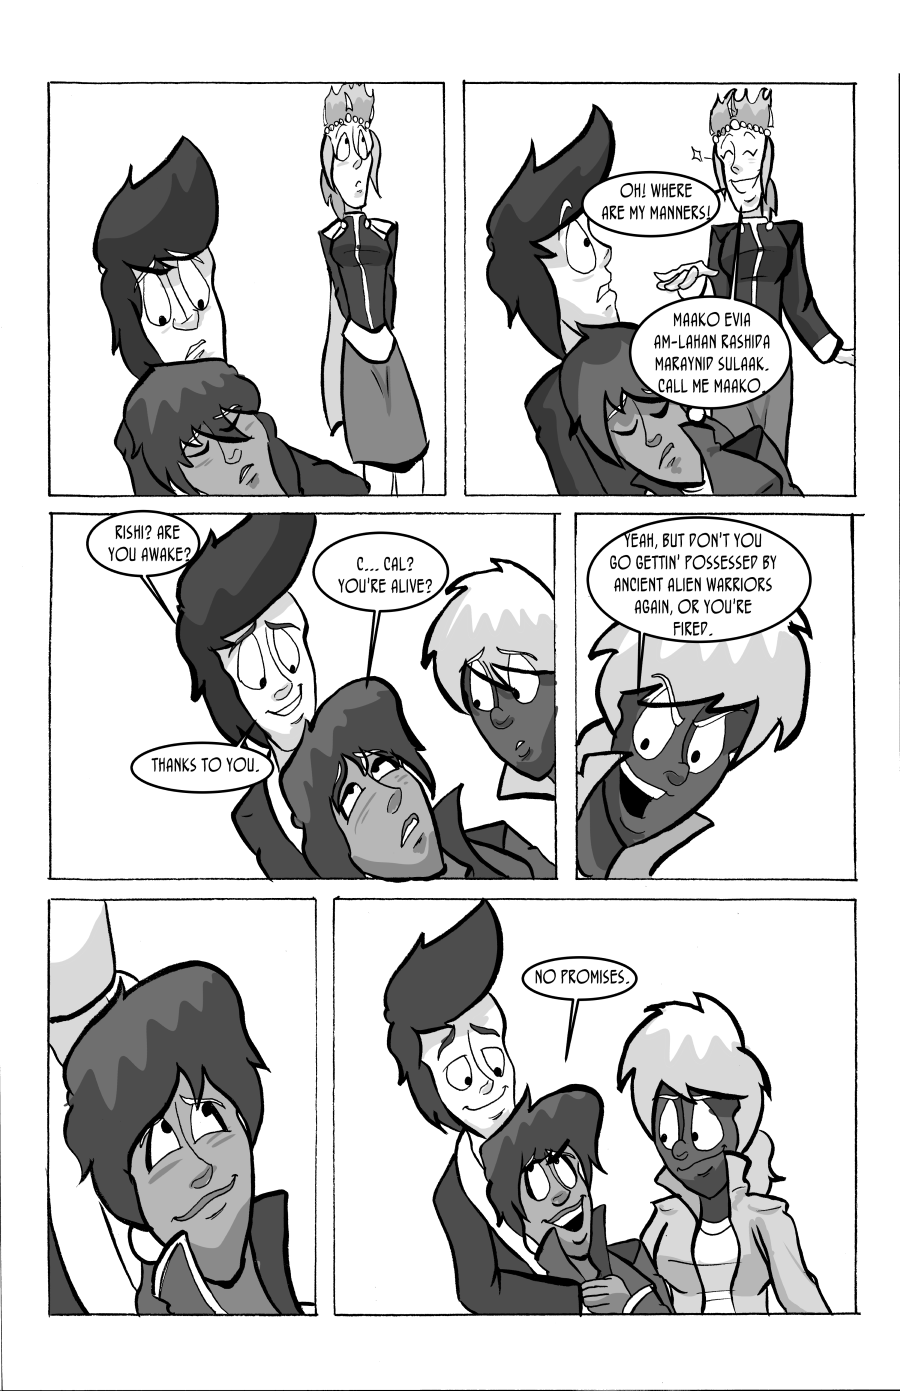 OH! WHERE
ARE MY MANNERS!
MAAKO EVIA
AM-LAHAN RASHIDA
MARAYNID SULAAK.
CALL ME MAAKO.
RISHI? ARE
YOU AWAKE?
C... CAL?
YOU'RE ALIVE?
THANKS TO YOU.
YEAH, BUT DON'T YOU
GO GETTIN' POSSESSED BY
ANCIENT ALIEN WARRIORS
AGAIN, OR YOU'RE
FIRED.
NO PROMISES.